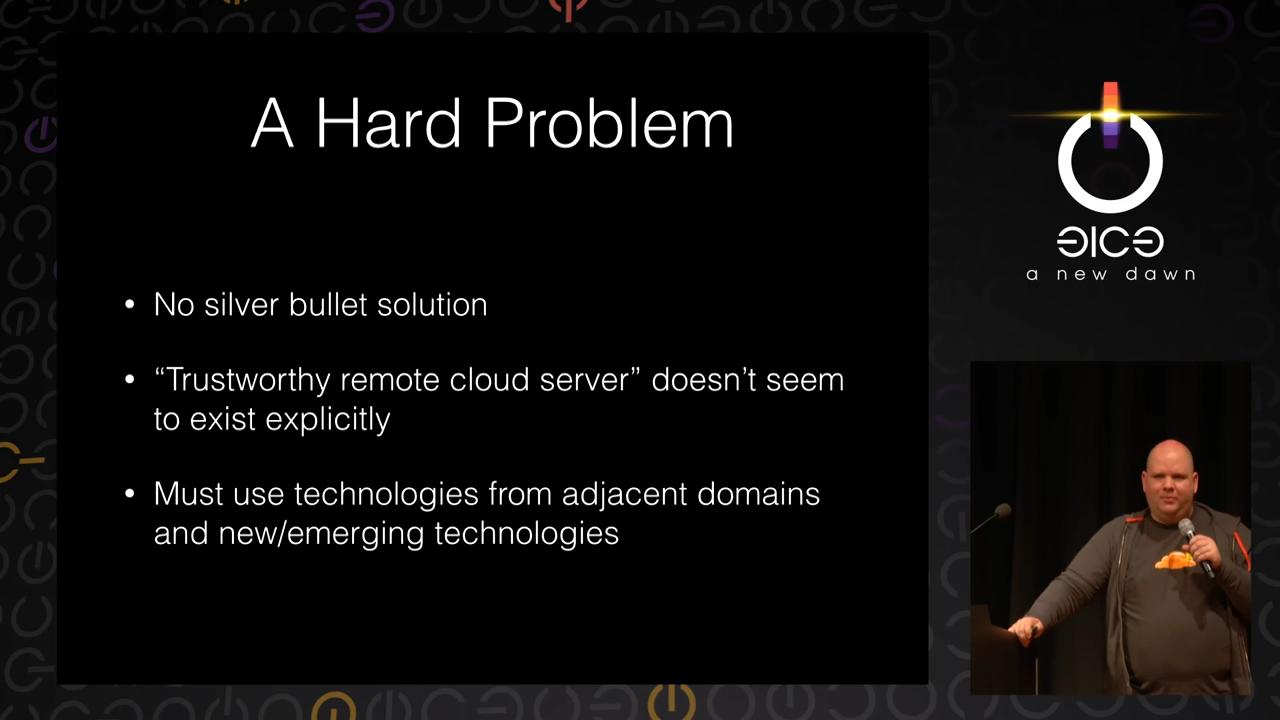 A Hard Problem
• No silver bullet solution
• “Trustworthy remote cloud server” doesn’t seem
to exist explicitly
• Must use technologies from adjacent domains
and new/emerging technologies
a new dawn